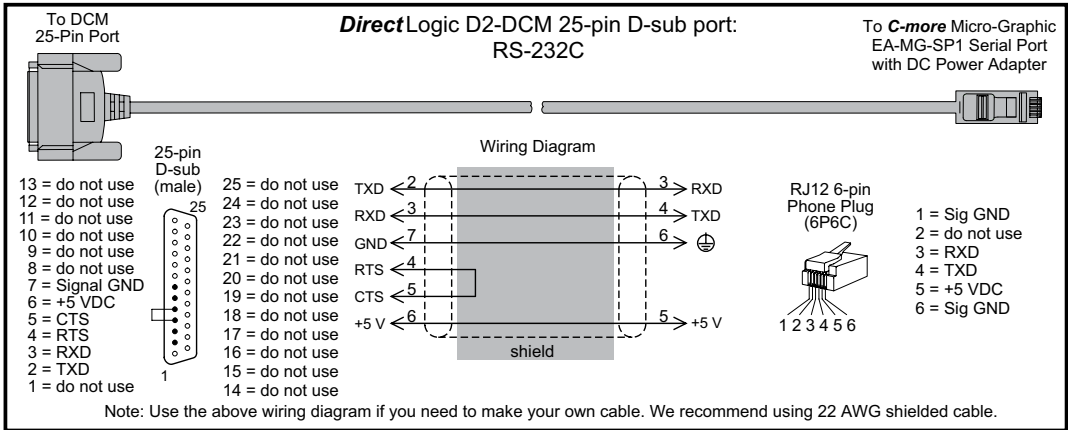 To DCM
25-Pin Port
DirectLogic D2-DCM 25-pin D-sub port:
RS-232C
To C-more Micro-Graphic
EA-MG-SP1 Serial Port
with DC Power Adapter
25-pin
D-sub
(male)
13 = do not use
12 = do not use
11 = do not use
10 = do not use
9 = do not use
8 = do not use
7 = Signal GND
6 = +5 VDC
5 = CTS
4 = RTS
3 = RXD
2 = TXD
1 = do not use
25
1
25 = do not use
24 = do not use
23 = do not use
22 = do not use
21 = do not use
20 = do not use
19 = do not use
18 = do not use
17 = do not use
16 = do not use
15 = do not use
14 = do not use
Wiring Diagram
TXD 2 3 RXD
RXD 3 4 TXD
GND 7 6
RTS 4
CTS 5
+5 V 6 5 +5 V
shield
RJ12 6-pin
Phone Plug
(6P6C)
1 2 3 4 5 6
1 = Sig GND
2 = do not use
3 = RXD
4 = TXD
5 = +5 VDC
6 = Sig GND
Note: Use the above wiring diagram if you need to make your own cable. We recommend using 22 AWG shielded cable.